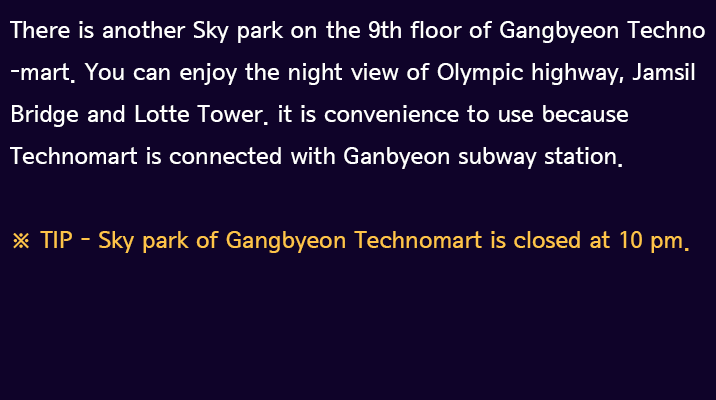 There is another Sky park on the 9th floor of Gangbyeon Techno
-mart. You can enjoy the night view of Olympic highway, Jamsil
Bridge and Lotte Tower. it is convenience to use because
Technomart is connected with Ganbyeon subway station.
※ TIP - Sky park of Gangbyeon Technomart is closed at 10 pm.